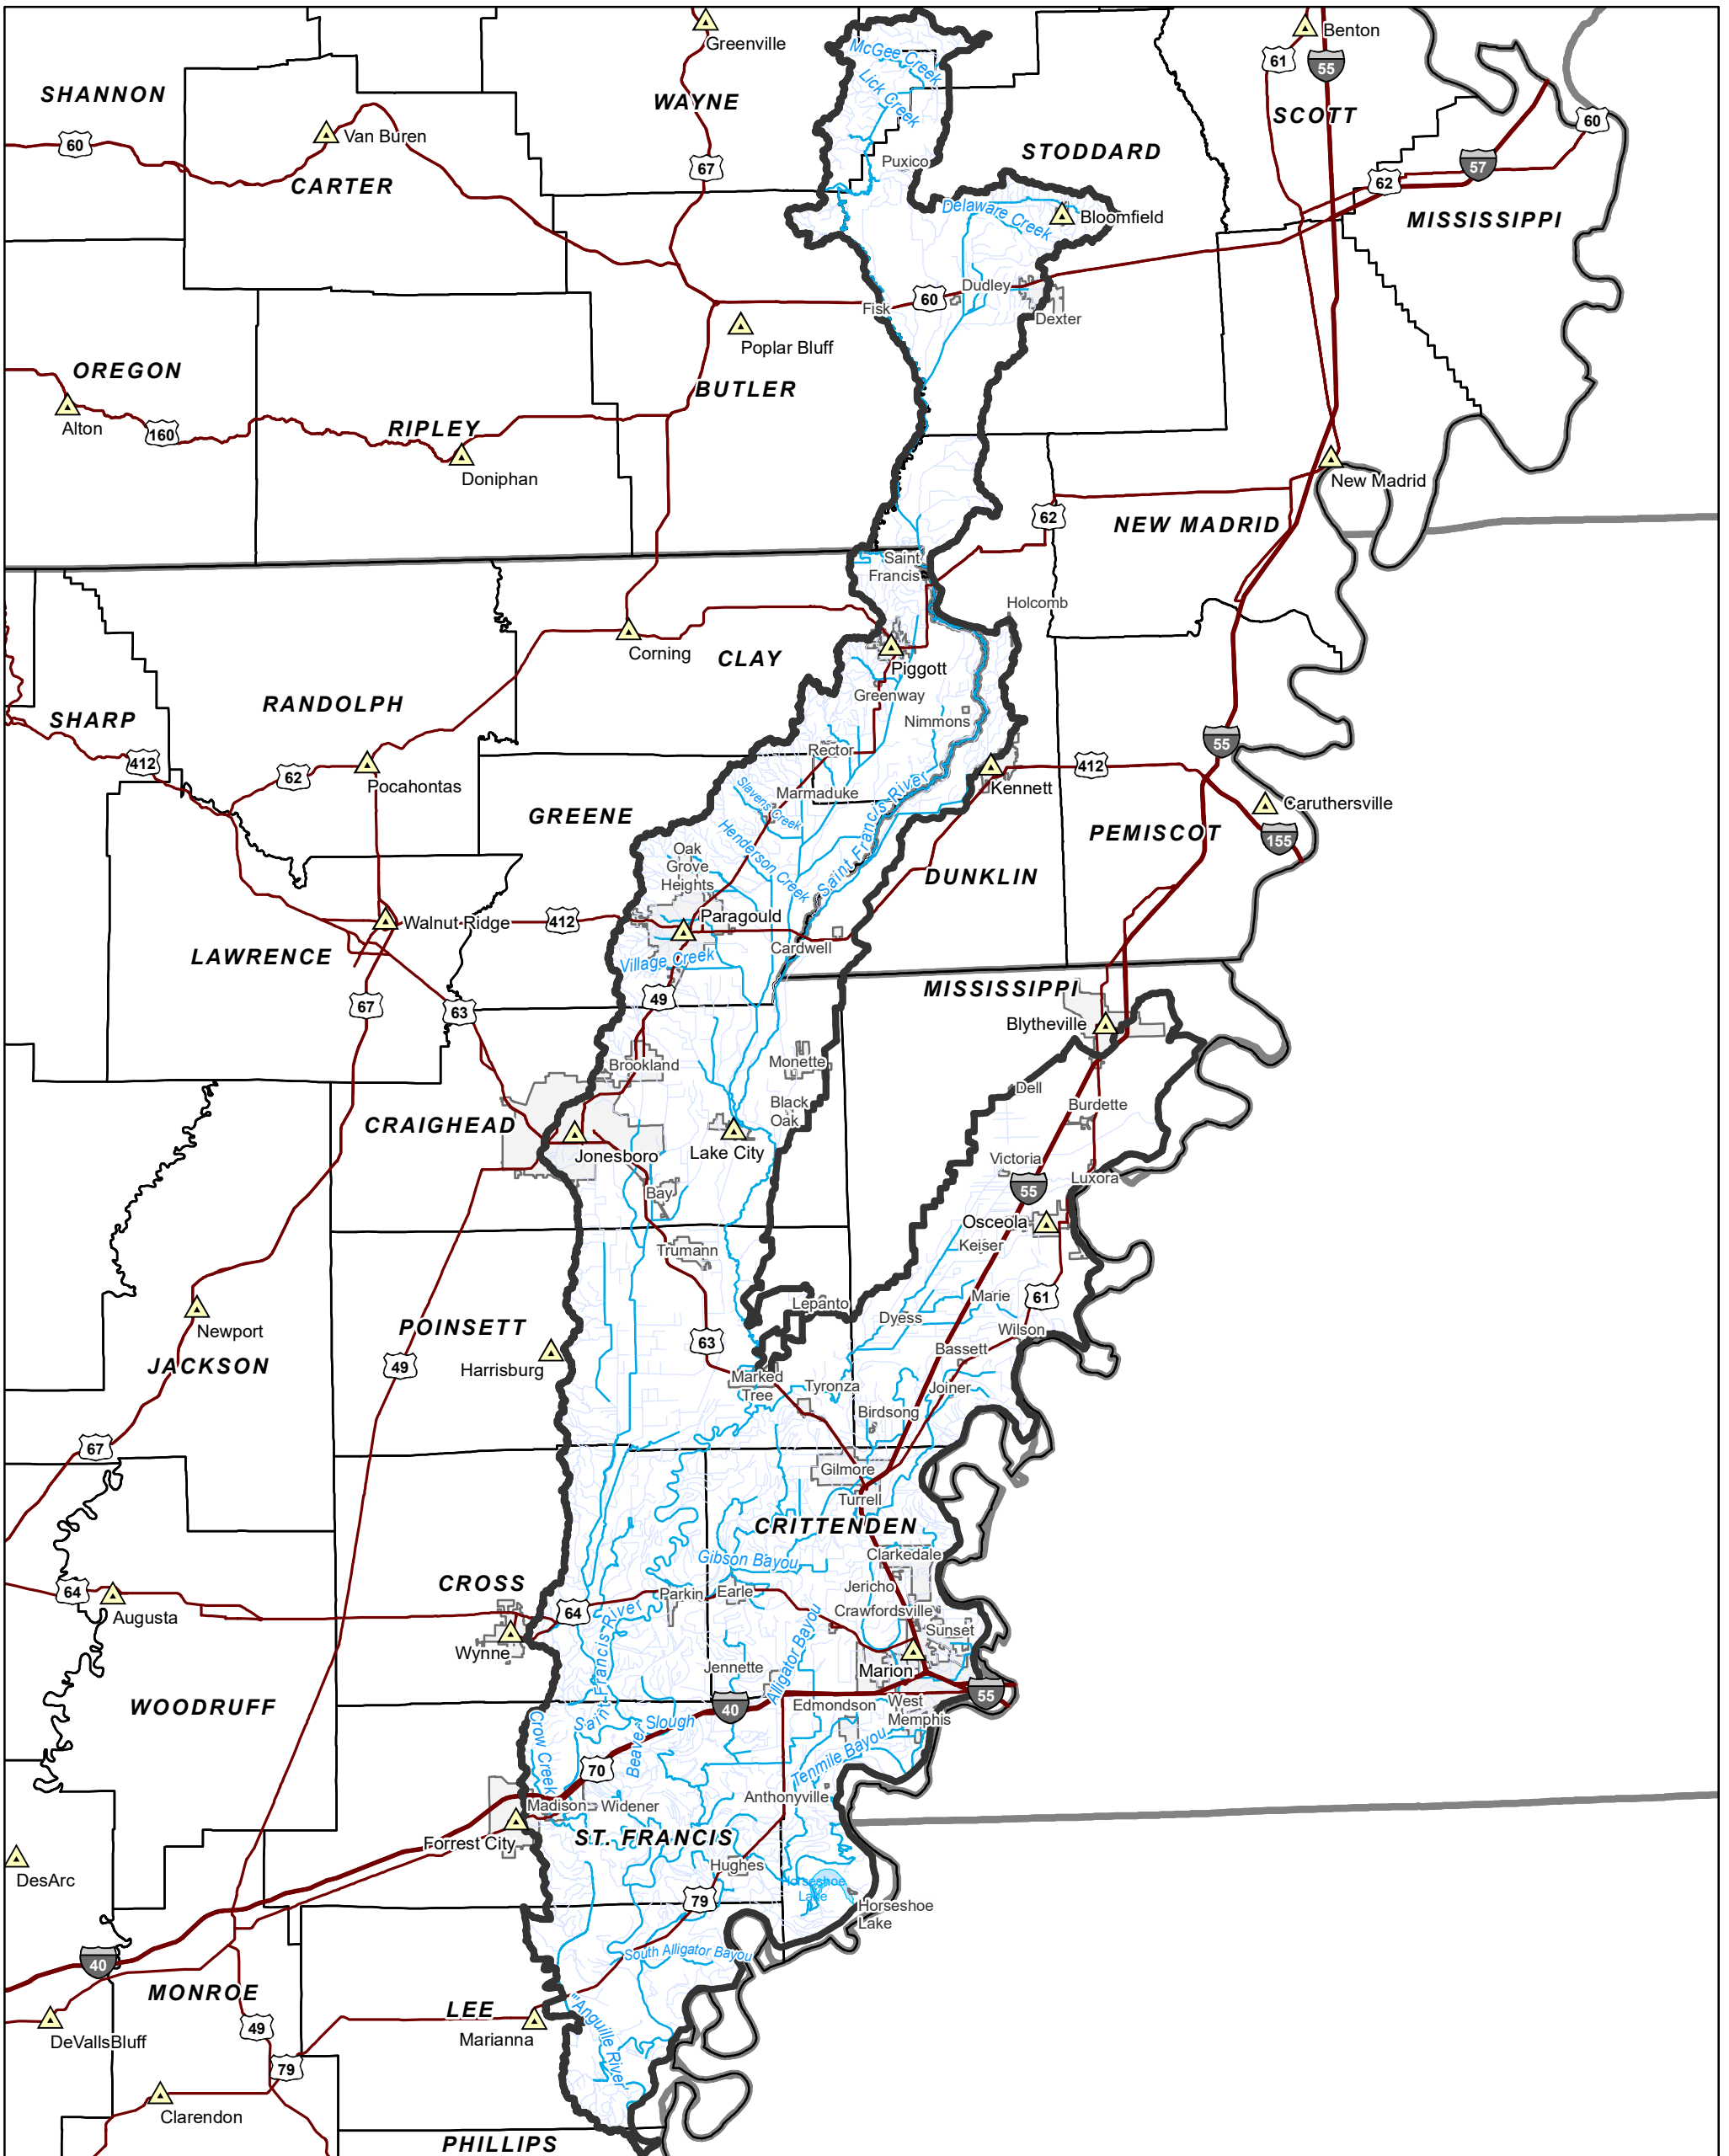 Greenville
Benton
61
55
McGee Creek
Lick Creek
SHANNON
WAYNE
SCOTT
60
Van Buren
60
67
Puxico
STODDARD
57
62
CARTER
Delaware Creek
Bloomfield
MISSISSIPPI
Dudley
60
Fisk
Dexter
Poplar Bluff
OREGON
BUTLER
Alton
160
RIPLEY
Doniphan
New Madrid
62
NEW MADRID
Saint
Francis
Holcomb
Corning
CLAY
Piggott
Greenway
RANDOLPH
SHARP
Nimmons
412
62
Rector
55
412
Pocahontas
Slavens Creek
Marmaduke
Kennett
Caruthersville
GREENE
Henderson Creek
Saint Francis River
PEMISCOT
155
Oak
Grove
Heights
DUNKLIN
Walnut Ridge
412
Paragould
Cardwell
LAWRENCE
Village Creek
MISSISSIPPI
67
63
49
Blytheville
Brookland
Monette
Dell
Black
Oak
Burdette
CRAIGHEAD
Jonesboro
Lake City
Victoria
55
Luxora
Bay
Osceola
Keiser
Trumann
Marie
61
Lepanto
Newport
Dyess
POINSETT
Wilson
63
Bassett
JACKSON
49
Harrisburg
Marked
Tree
Tyronza
Joiner
Birdsong
67
Gilmore
Turrell
CRITTENDEN
Clarkedale
Gibson Bayou
CROSS
64
Augusta
64
Parkin
Earle
Jericho
Crawfordsville
Sunset
Saint Francis River
Alligator Bayou
Wynne
Jennette
Marion
55
WOODRUFF
40
Edmondson
West
Memphis
Crow Creek
Saint
Slough
Beaver
Tenmile Bayou
70
Anthonyville
Madison
Widener
Forrest City
ST. FRANCIS
DesArc
Hughes
Horseshoe
Lake
79
Horseshoe
Lake
South Alligator Bayou
40
MONROE
LEE
Marianna
"Anguille River"
DeVallsBluff
49
79
Clarendon
PHILLIPS